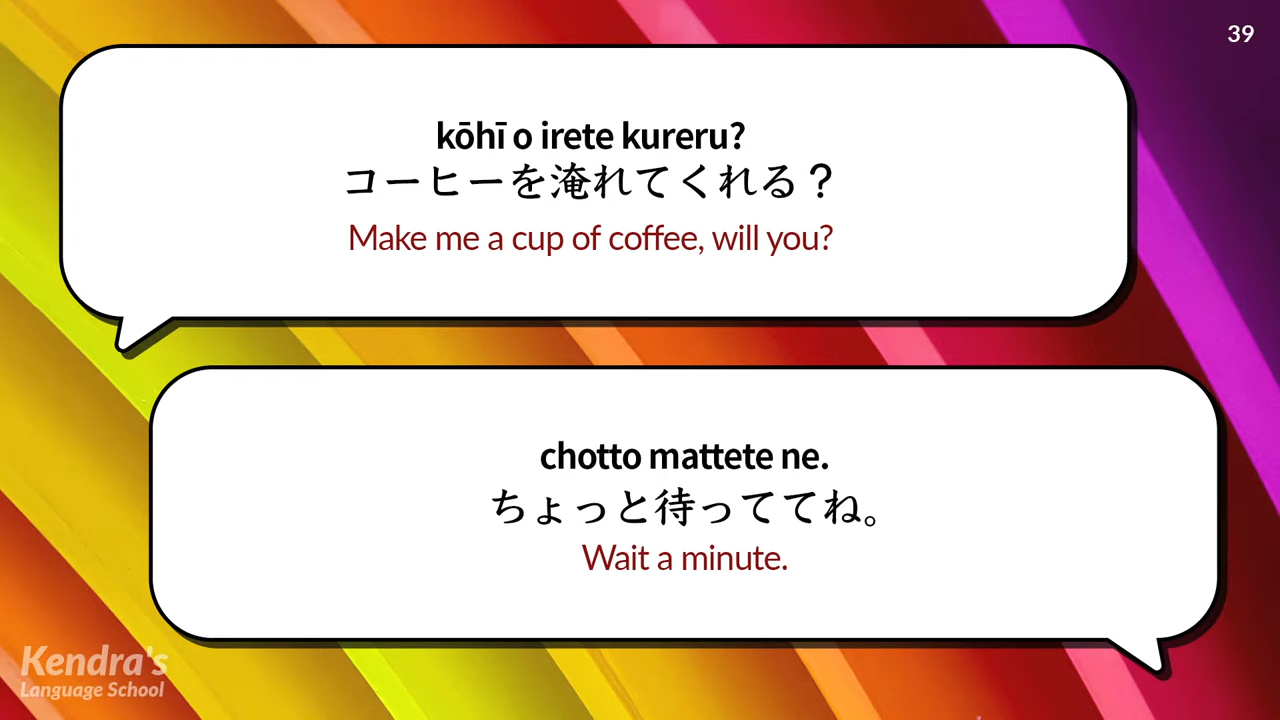 39
kōhī o irete kureru?
コーヒーを淹れてくれる？
Make me a cup of coffee, will you?
chotto mattete ne.
ちょっと待っててね。
Wait a minute.
Kendra's
Language School